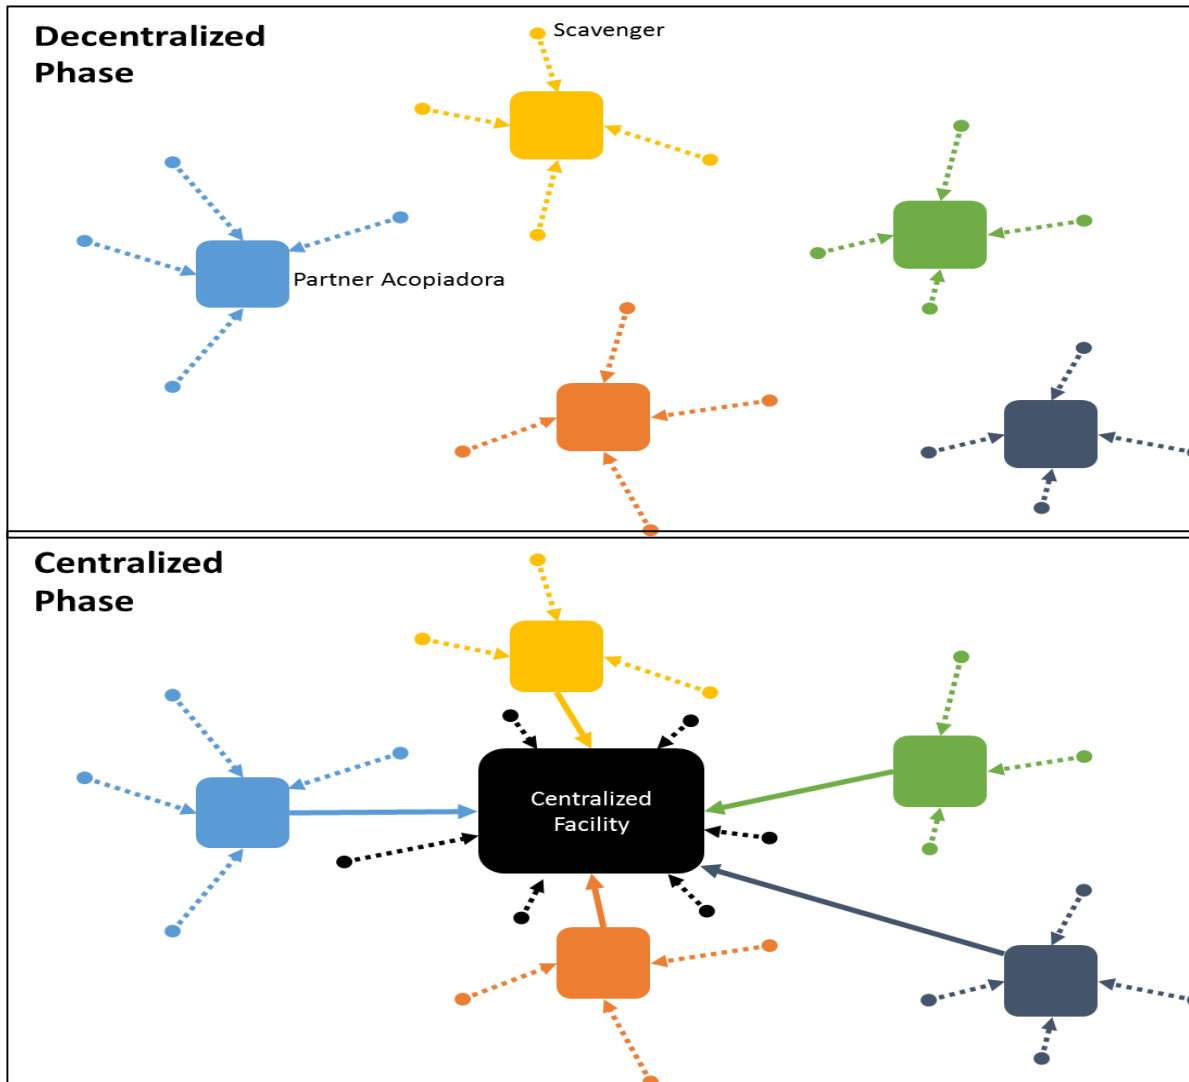 Decentralized
Phase
Scavenger
Partner Acopiadora
Centralized
Phase
Centralized
Facility